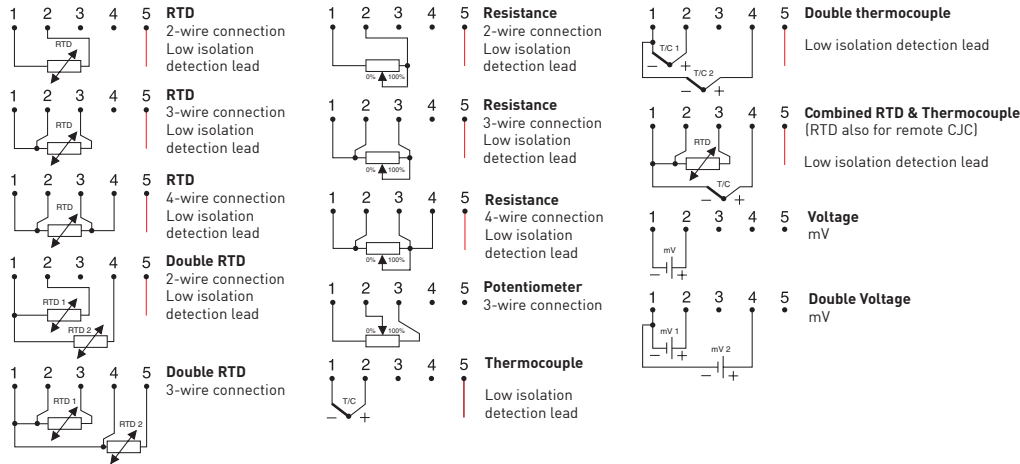 1 2 3 4 5
RTD
2-wire connection
Low isolation
detection lead
RTD
1 2 3 4 5
RTD
3-wire connection
Low isolation
detection lead
RTD
1 2 3 4 5
RTD
4-wire connection
Low isolation
detection lead
RTD
1 2 3 4 5
Double RTD
2-wire connection
Low isolation
detection lead
RTD 1
RTD 2
1 2 3 4 5
Double RTD
3-wire connection
RTD 1
RTD 2
1 2 3 4 5
Resistance
2-wire connection
Low isolation
detection lead
0% 100%
1 2 3 4 5
Resistance
3-wire connection
Low isolation
detection lead
0% 100%
1 2 3 4 5
Resistance
4-wire connection
Low isolation
detection lead
0% 100%
1 2 3 4 5
Potentiometer
3-wire connection
0% 100%
1 2 3 4 5
Thermocouple
Low isolation
detection lead
T/C
− +
1 2 3 4 5
Double thermocouple
Low isolation detection lead
T/C 1
− +
T/C 2
− +
1 2 3 4 5
Combined RTD & Thermocouple
(RTD also for remote CJC)
Low isolation detection lead
RTD
T/C
− +
1 2 3 4 5
Voltage
mV
mV
− +
1 2 3 4 5
Double Voltage
mV
mV 1
− +
mV 2
− +